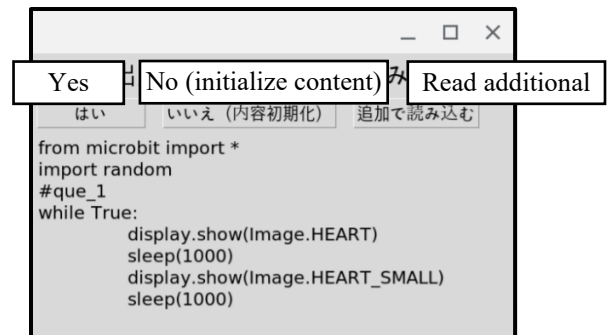 Yes No (initialize content) み Read additional
はい いいえ（内容初期化） 追加で読み込む
from microbit import *
import random
#que_1
while True:
display.show(Image.HEART)
sleep(1000)
display.show(Image.HEART_SMALL)
sleep(1000)